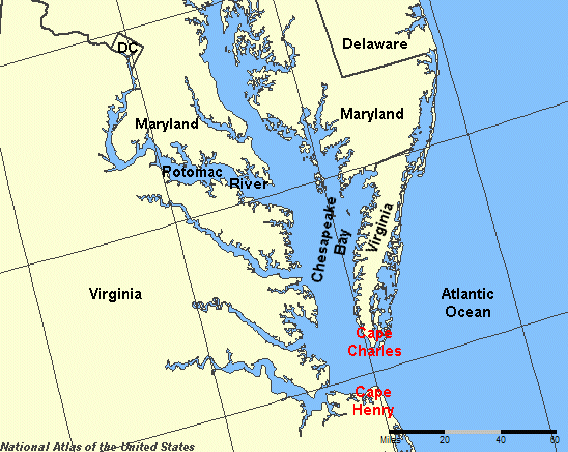 DC
Delaware
Maryland
Maryland
Potomac
River
Chesapeake
Bay
Virginia
Virginia
Atlantic
Ocean
Cape
Charles
Cape
Henry
Miles
20
40
60
National Atlas of the United States